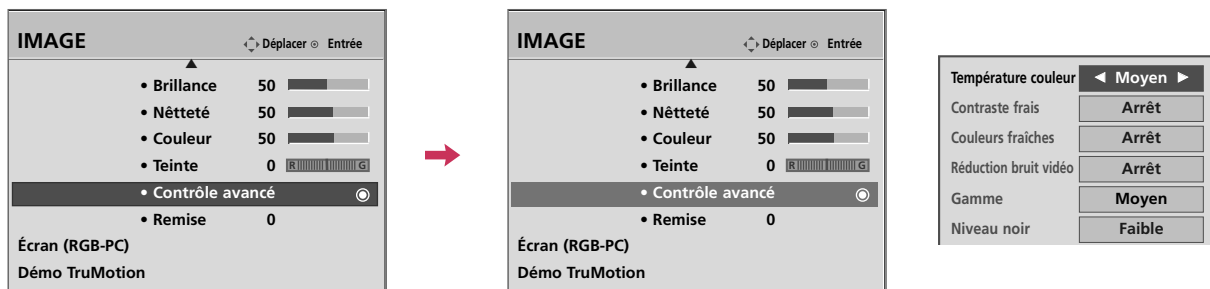 IMAGE Déplacer Entrée
• Brillance 50
• Nêtteté 50
• Couleur 50
• Teinte 0 R G
• Contrôle avancé
• Remise 0
Écran (RGB-PC)
Démo TruMotion
IMAGE Déplacer Entrée
• Brillance 50
• Nêtteté 50
• Couleur 50
• Teinte 0 R G
• Contrôle avancé
• Remise 0
Écran (RGB-PC)
Démo TruMotion
Température couleur ◄ Moyen ►
Contraste frais Arrêt
Couleurs fraîches Arrêt
Réduction bruit vidéo Arrêt
Gamme Moyen
Niveau noir Faible